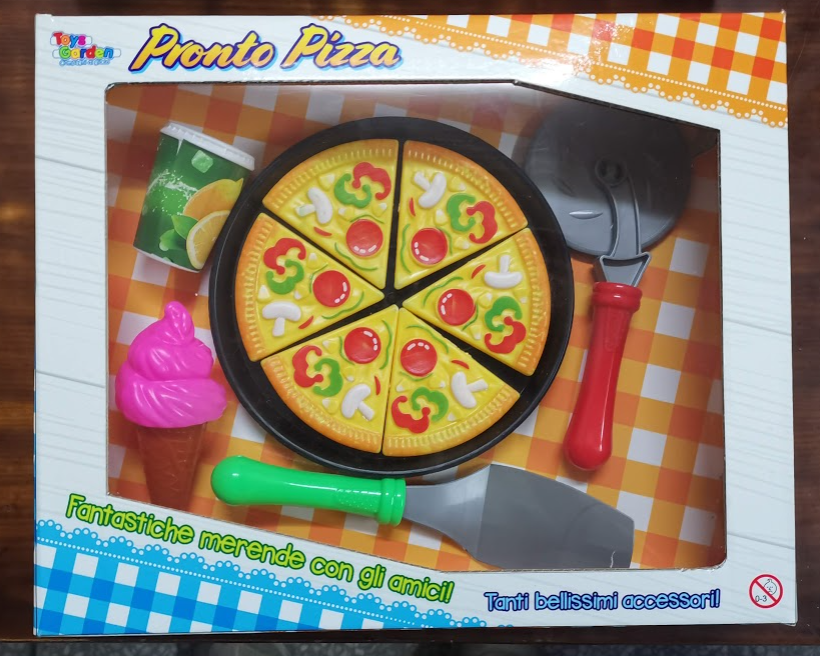 Toys
Garden
Pronto Pizza
Fantastiche merende con gli amici!
Tanti bellissimi accessori!
0-3